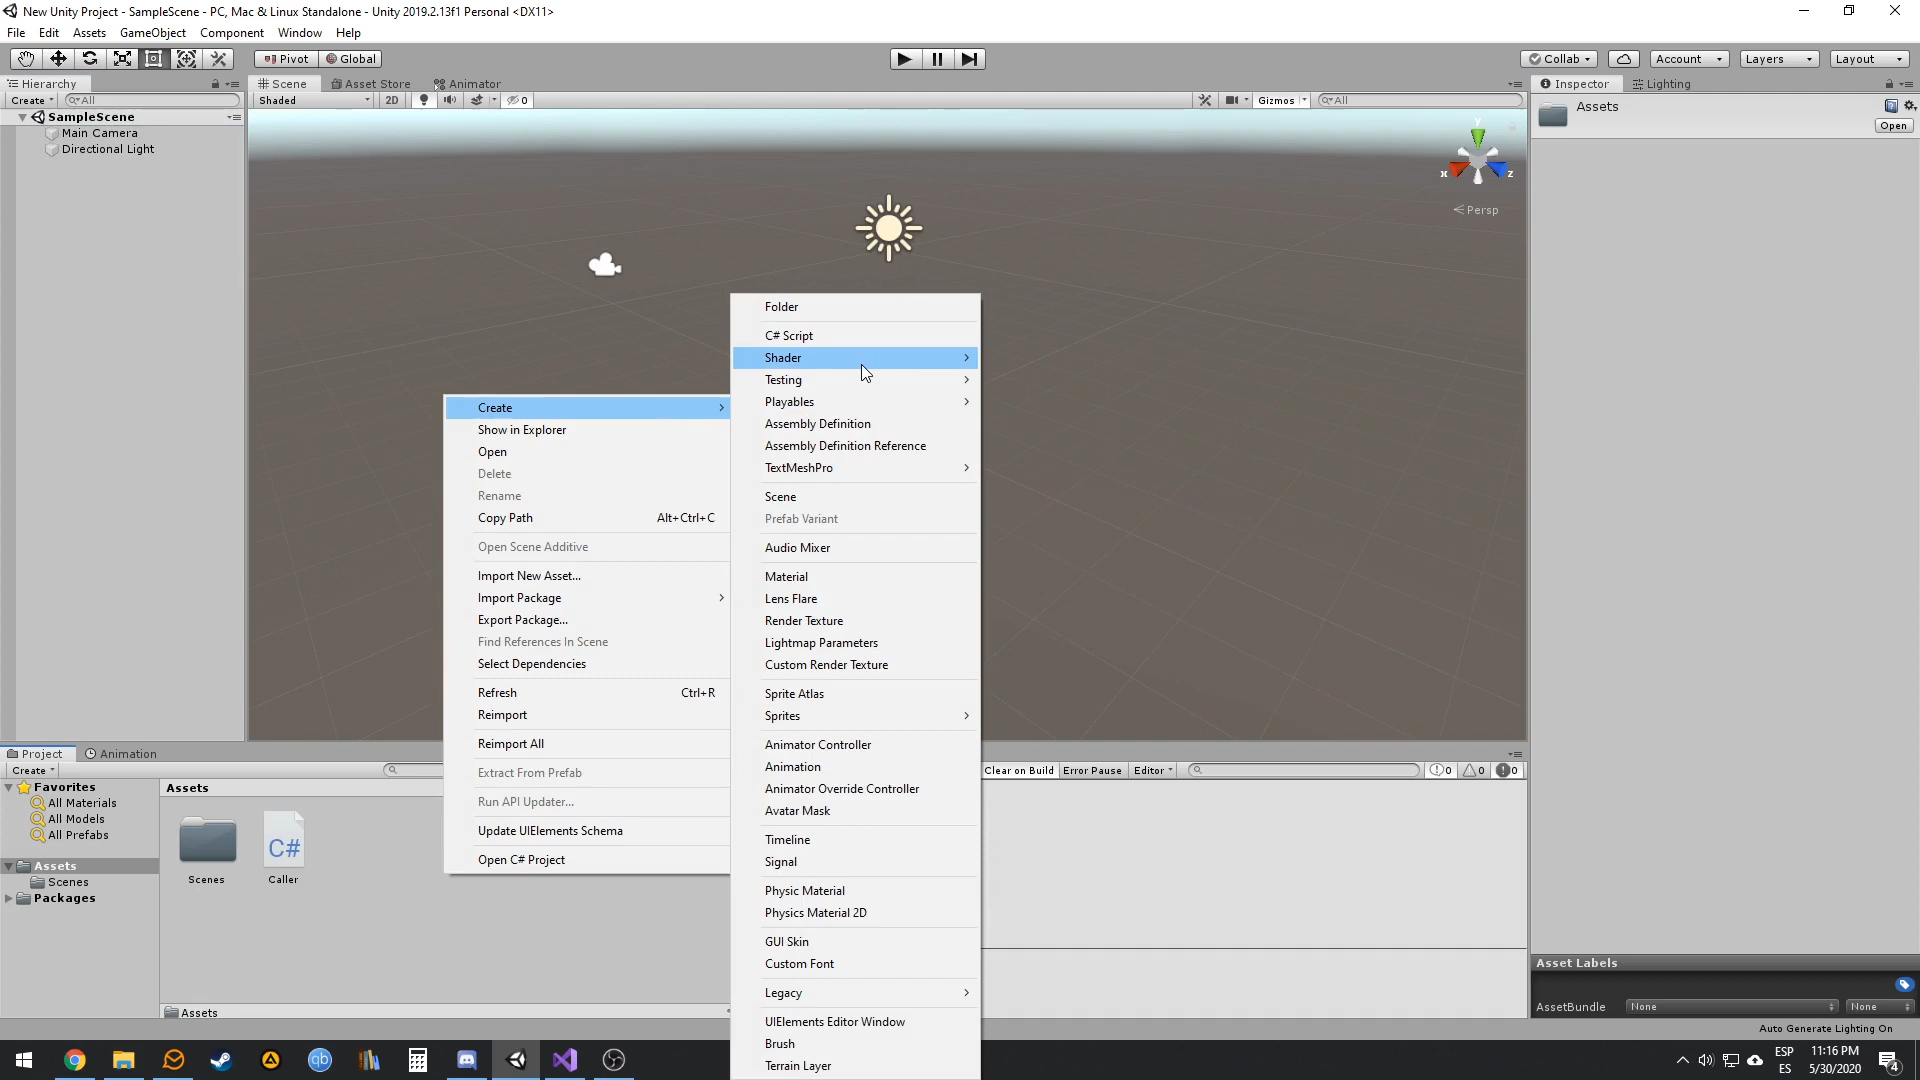 New Unity Project - SampleScene - PC, Mac & Linux Standalone - Unity 2019.2.13f1 Personal <DX11>
File Edit Assets GameObject Component Window Help
Pivot Global
Collab Account Layers Layout
Hierarchy
Scene Asset Store Animator
Inspector Lighting
Create All
Shaded 2D 0
Gizmos All
SampleScene
Main Camera
Directional Light
y
x z
Persp
Assets
Open
Folder
C# Script
Shader
Testing
Playables
Assembly Definition
Assembly Definition Reference
TextMeshPro
Scene
Prefab Variant
Audio Mixer
Material
Lens Flare
Render Texture
Lightmap Parameters
Custom Render Texture
Sprite Atlas
Sprites
Animator Controller
Animation
Animator Override Controller
Avatar Mask
Timeline
Signal
Physic Material
Physics Material 2D
GUI Skin
Custom Font
Legacy
UIElements Editor Window
Brush
Terrain Layer
Create
Show in Explorer
Open
Delete
Rename
Copy Path Alt+Ctrl+C
Open Scene Additive
Import New Asset...
Import Package
Export Package...
Find References In Scene
Select Dependencies
Refresh Ctrl+R
Reimport
Reimport All
Extract From Prefab
Run API Updater...
Update UIElements Schema
Open C# Project
Project Animation
Create
Favorites
All Materials
All Models
All Prefabs
Assets
Scenes
Packages
Assets
Scenes
C#
Caller
Assets
Clear on Build Error Pause Editor 0 0 0
Asset Labels
AssetBundle None None
Auto Generate Lighting On
qb
ESP
ES
11:16 PM
5/30/2020
4